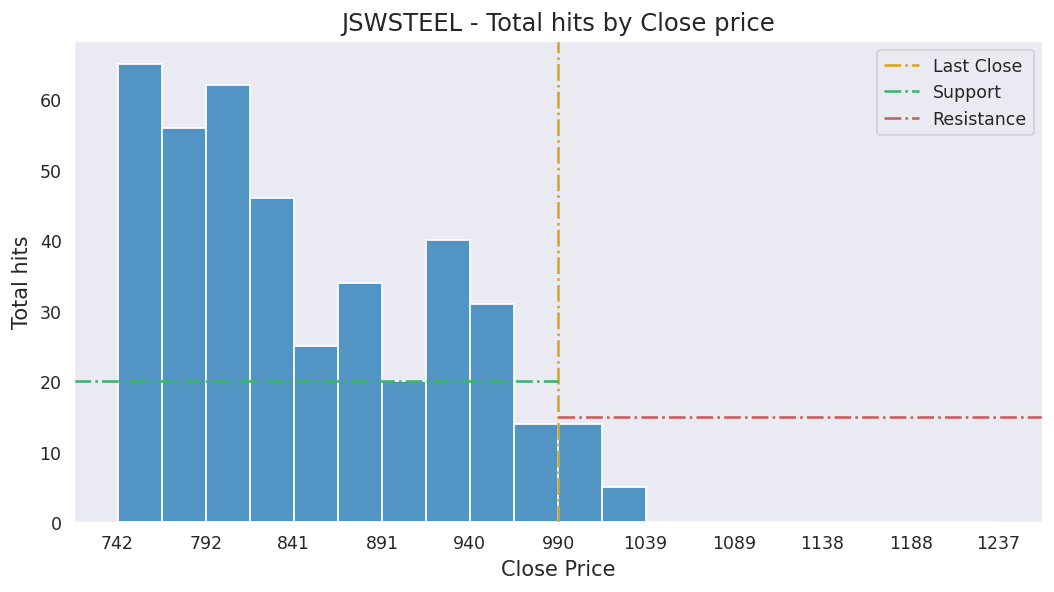 JSWSTEEL - Total hits by Close price
Last Close
Support
Resistance
Total hits
60
50
40
30
20
10
0
742 792 841 891 940 990 1039 1089 1138 1188 1237
Close Price